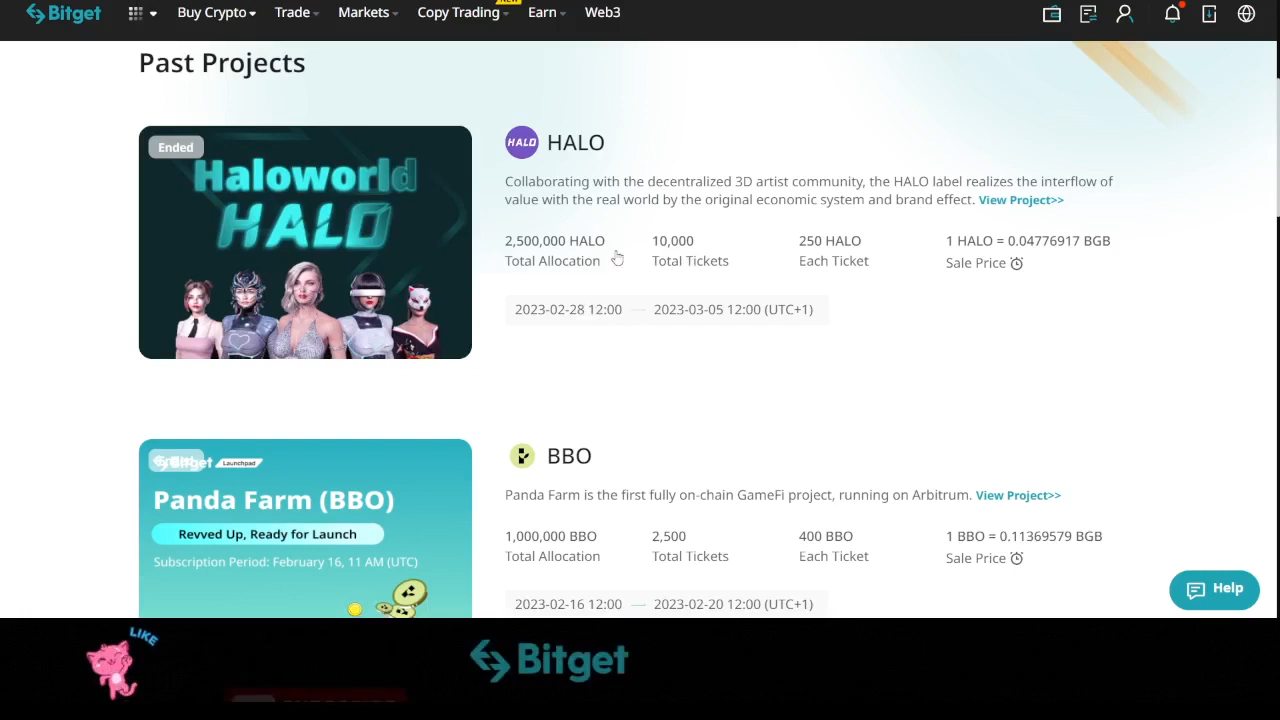 Bitget Buy Crypto Trade Markets Copy Trading NEW Earn Web3
Past Projects
Ended
Haloworld
HALO
HALO HALO
Collaborating with the decentralized 3D artist community, the HALO label realizes the interflow of
value with the real world by the original economic system and brand effect. View Project>>
2,500,000 HALO 10,000 250 HALO 1 HALO = 0.04776917 BGB
Total Allocation Total Tickets Each Ticket Sale Price
2023-02-28 12:00 — 2023-03-05 12:00 (UTC+1)
Bitget Launchpad
Panda Farm (BBO)
Revved Up, Ready for Launch
Subscription Period: February 16, 11 AM (UTC)
BBO
Panda Farm is the first fully on-chain GameFi project, running on Arbitrum. View Project>>
1,000,000 BBO 2,500 400 BBO 1 BBO = 0.11369579 BGB
Total Allocation Total Tickets Each Ticket Sale Price
2023-02-16 12:00 — 2023-02-20 12:00 (UTC+1)
Help
LIKE
Bitget